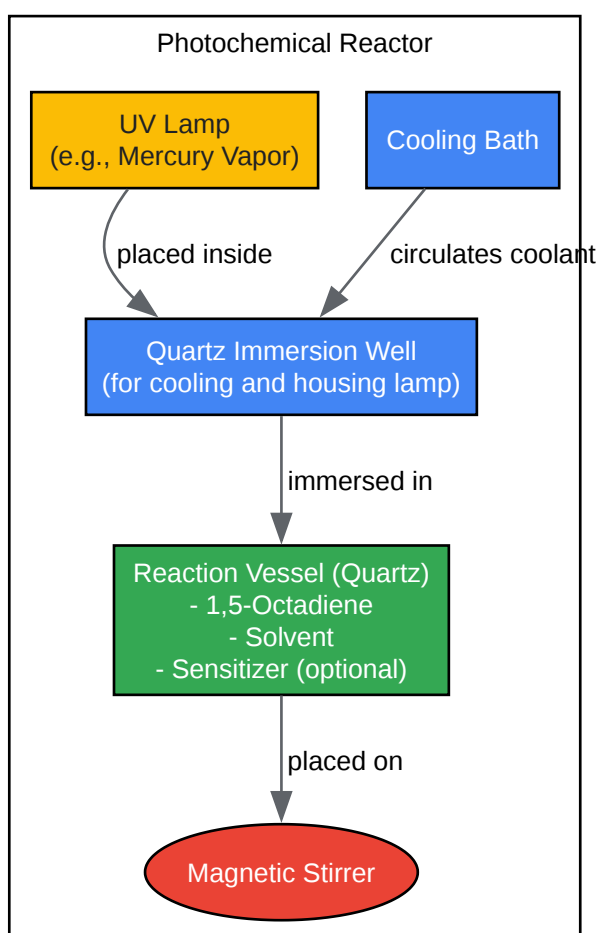 Photochemical Reactor
UV Lamp
(e.g., Mercury Vapor)
Cooling Bath
placed inside
circulates coolant
Quartz Immersion Well
(for cooling and housing lamp)
immersed in
Reaction Vessel (Quartz)
- 1,5-Octadiene
- Solvent
- Sensitizer (optional)
placed on
Magnetic Stirrer